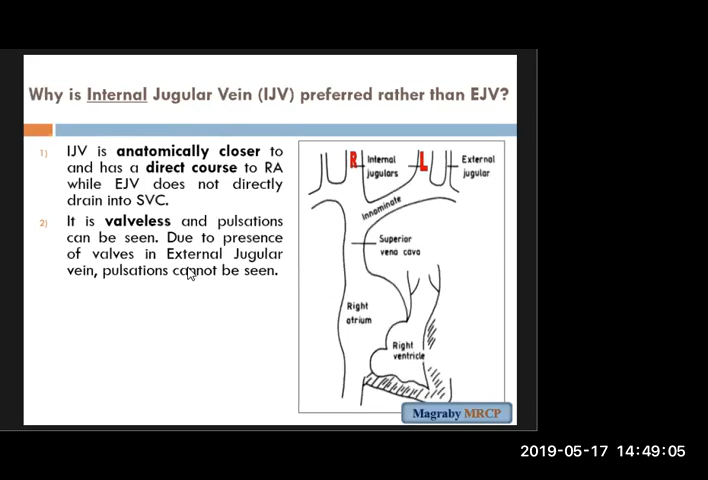 Why is Internal Jugular Vein (IJV) preferred rather than EJV?
1) IJV is anatomically closer to
and has a direct course to RA
while EJV does not directly
drain into SVC.
2) It is valveless and pulsations
can be seen. Due to presence
of valves in External Jugular
vein, pulsations cannot be seen.
R
Internal
jugulars
L
External
jugular
Innominate
Superior
vena cava
Right
atrium
Right
ventricle
Magraby MRCP
2019-05-17 14:49:05